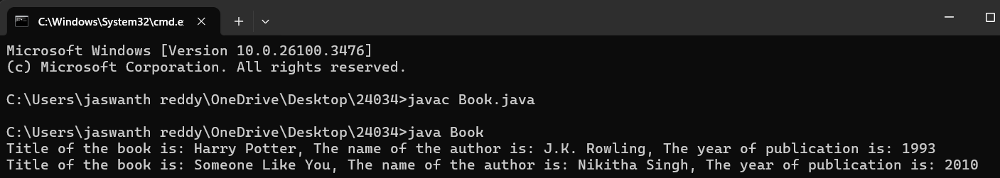 C:\Windows\System32\cmd.e
Microsoft Windows [Version 10.0.26100.3476]
(c) Microsoft Corporation. All rights reserved.
C:\Users\jaswanth reddy\OneDrive\Desktop\24034>javac Book.java
C:\Users\jaswanth reddy\OneDrive\Desktop\24034>java Book
Title of the book is: Harry Potter, The name of the author is: J.K. Rowling, The year of publication is: 1993
Title of the book is: Someone Like You, The name of the author is: Nikitha Singh, The year of publication is: 2010